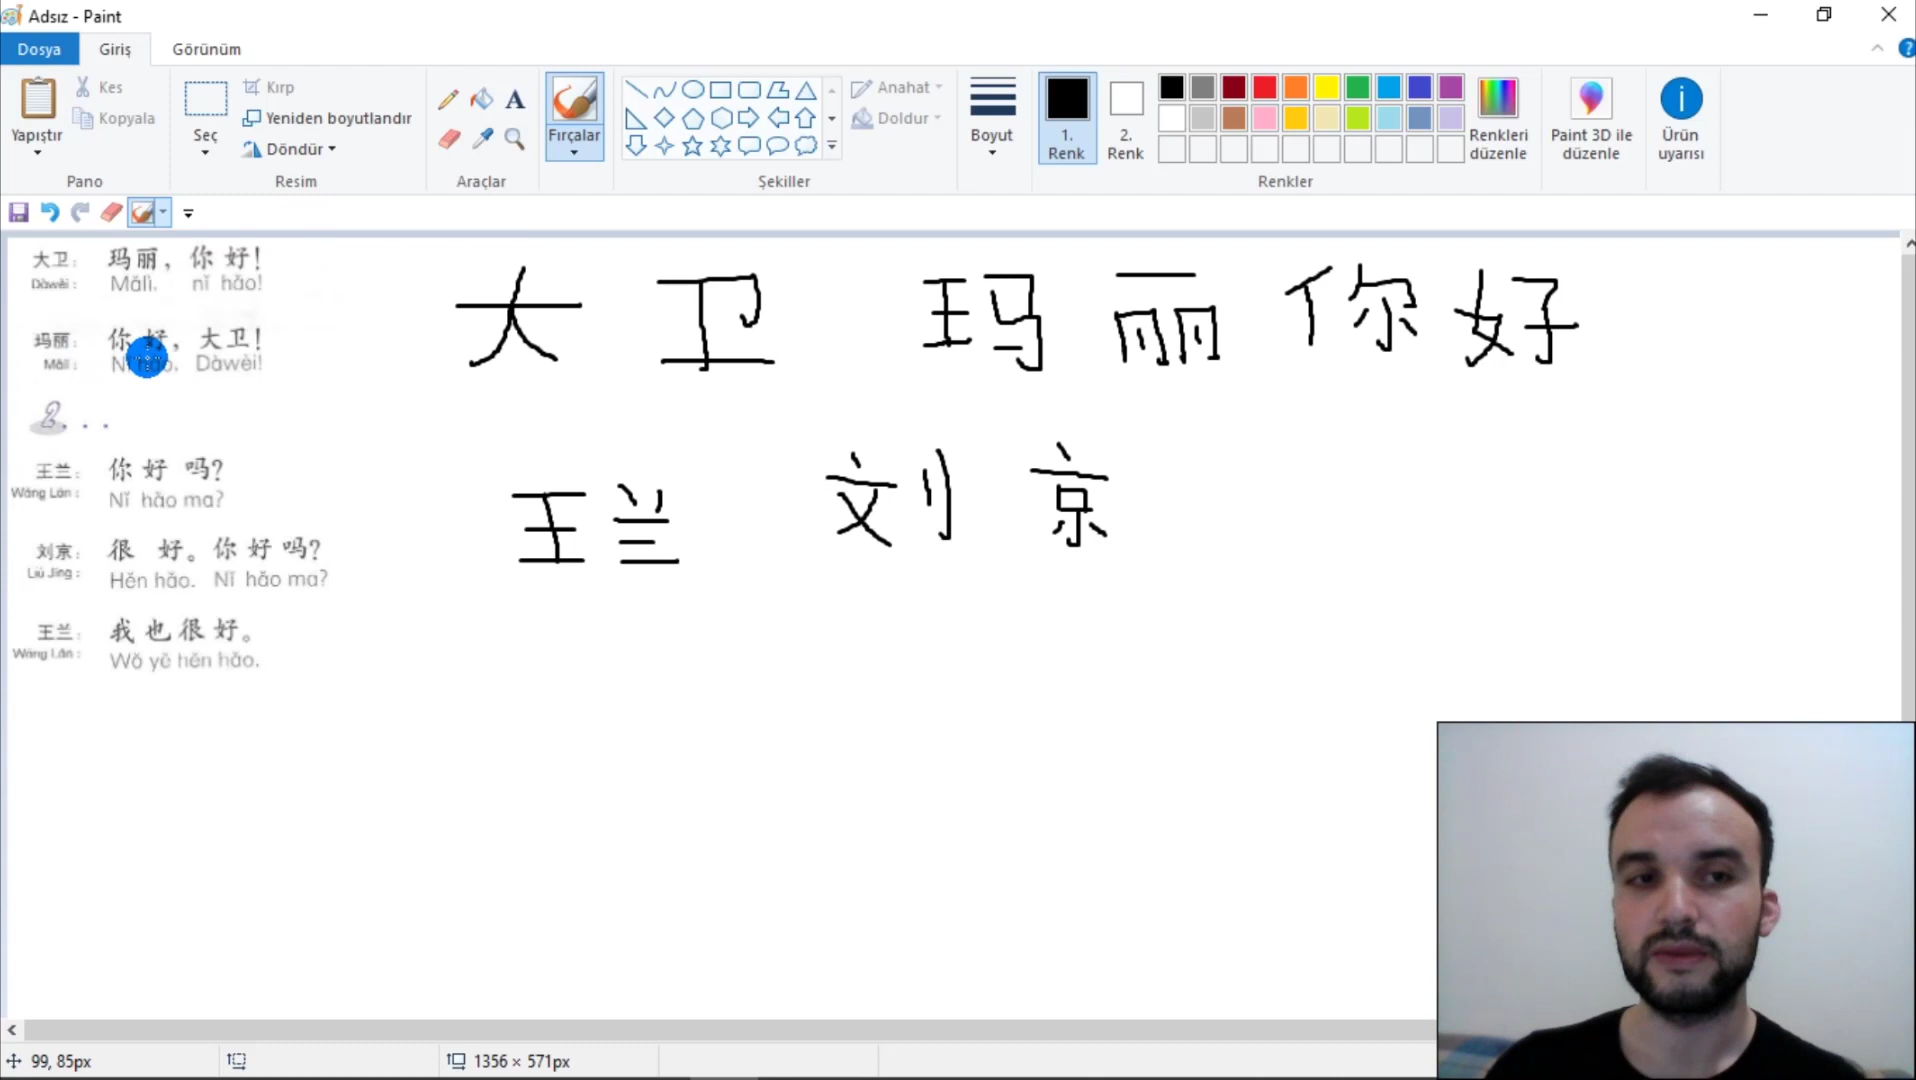 Adsız - Paint
Dosya Giriş Görünüm
Yapıştır Kes Kopyala Pano
Seç Kırp Yeniden boyutlandır Döndür Resim
Araçlar
Fırçalar
Şekiller Anahat Doldur
Boyut
1. Renk 2. Renk Renkleri düzenle Renkler
Paint 3D ile düzenle
Ürün uyarısı
大卫: 玛丽, 你好!
Dàwèi: Mǎlì, nǐ hǎo!
玛丽: 你好, 大卫!
Mǎlì: Dàwèi!
2...
王兰: 你好吗?
Wáng Lán: Nǐ hǎo ma?
刘京: 很好。你好吗?
Liú Jīng: Hěn hǎo. Nǐ hǎo ma?
王兰: 我也很好。
Wáng Lán: Wǒ yě hěn hǎo.
大卫 玛丽 你好
王兰 刘京
99, 85px
1356 × 571px